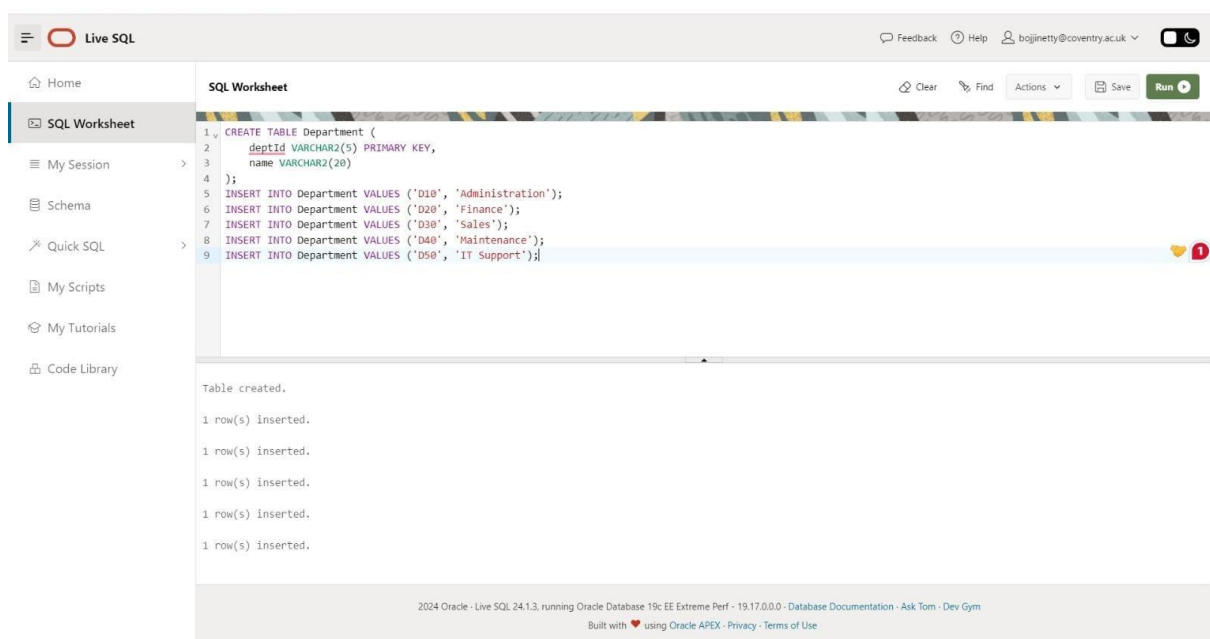 Live SQL
Feedback Help bojjinetty@coventry.ac.uk
Home
SQL Worksheet
My Session
Schema
Quick SQL
My Scripts
My Tutorials
Code Library
SQL Worksheet
Clear Find Actions Save Run
1 CREATE TABLE Department (
2 deptId VARCHAR2(5) PRIMARY KEY,
3 name VARCHAR2(20)
4 );
5 INSERT INTO Department VALUES ('D10', 'Administration');
6 INSERT INTO Department VALUES ('D20', 'Finance');
7 INSERT INTO Department VALUES ('D30', 'Sales');
8 INSERT INTO Department VALUES ('D40', 'Maintenance');
9 INSERT INTO Department VALUES ('D50', 'IT Support');
1
Table created.
1 row(s) inserted.
1 row(s) inserted.
1 row(s) inserted.
1 row(s) inserted.
1 row(s) inserted.
2024 Oracle · Live SQL 24.1.3, running Oracle Database 19c EE Extreme Perf - 19.17.0.0.0 · Database Documentation · Ask Tom · Dev Gym
Built with ❤ using Oracle APEX · Privacy · Terms of Use